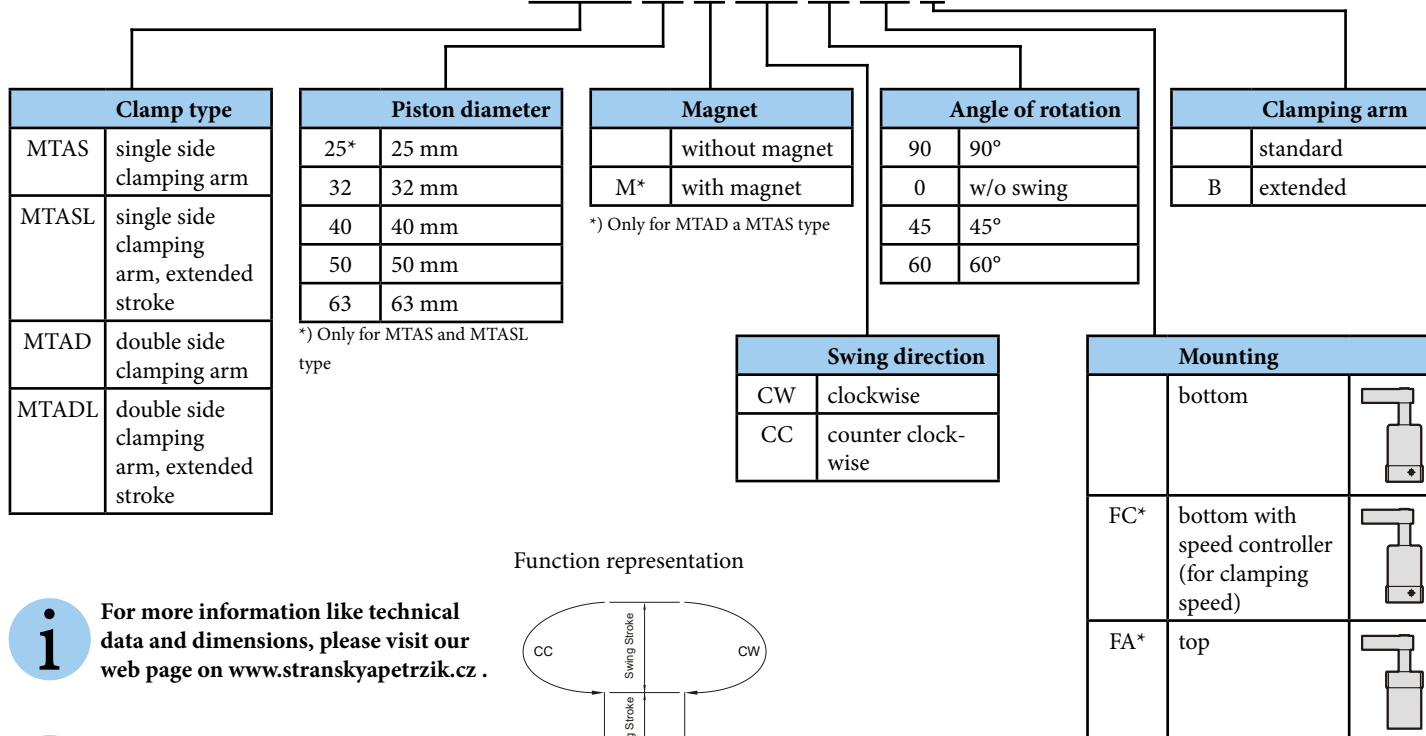 Clamp type
MTAS single side
clamping arm
MTASL single side
clamping
arm, extended
stroke
MTAD double side
clamping arm
MTADL double side
clamping
arm, extended
stroke
Piston diameter
25* 25 mm
32 32 mm
40 40 mm
50 50 mm
63 63 mm
*) Only for MTAS and MTASL
type
Magnet
without magnet
M* with magnet
*) Only for MTAD a MTAS type
Angle of rotation
90 90°
0 w/o swing
45 45°
60 60°
Clamping arm
standard
B extended
Swing direction
CW clockwise
CC counter clock-
wise
Mounting
bottom
FC* bottom with
speed controller
(for clamping
speed)
FA* top
Function representation
CC
Swing Stroke
CW
Stroke
i
For more information like technical
data and dimensions, please visit our
web page on www.stranskyapetrzik.cz .